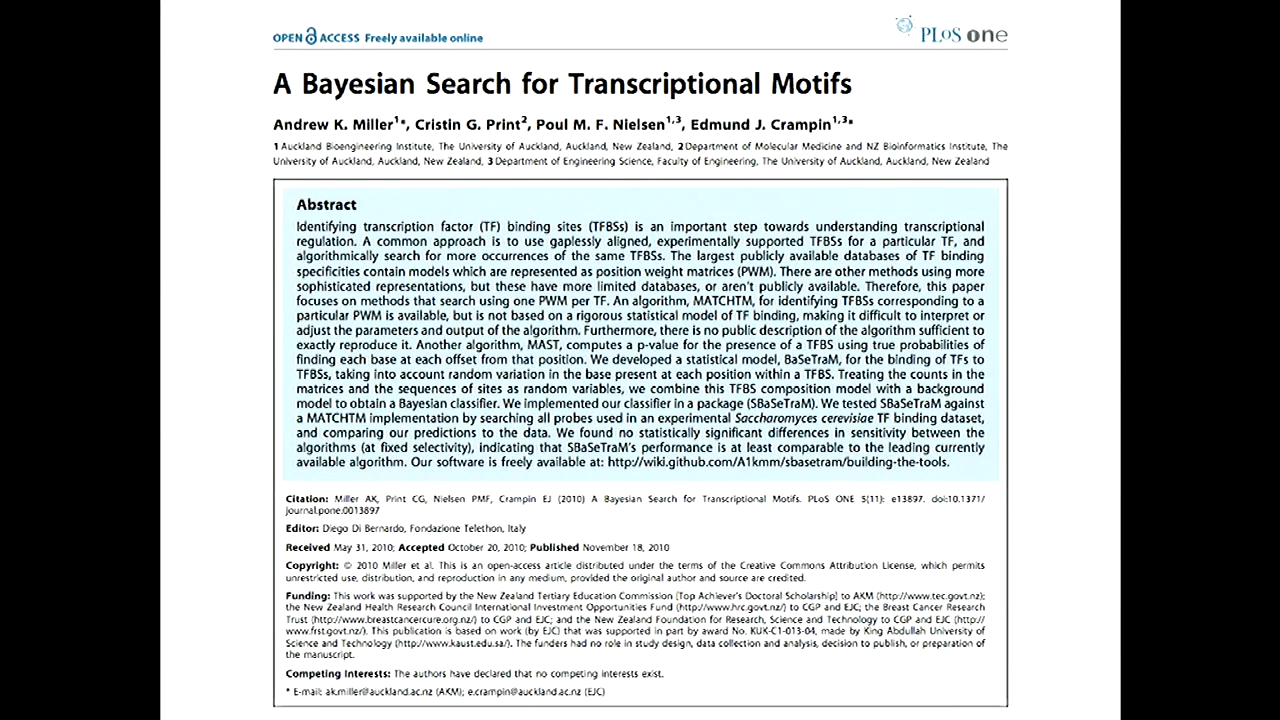 OPEN ACCESS Freely available online
PLoS one
A Bayesian Search for Transcriptional Motifs
Andrew K. Miller1*, Cristin G. Print2, Poul M. F. Nielsen1,3, Edmund J. Crampin1,3*
1 Auckland Bioengineering Institute, The University of Auckland, Auckland, New Zealand, 2 Department of Molecular Medicine and NZ Bioinformatics Institute, The
University of Auckland, Auckland, New Zealand, 3 Department of Engineering Science, Faculty of Engineering, The University of Auckland, Auckland, New Zealand
Abstract
Identifying transcription factor (TF) binding sites (TFBSs) is an important step towards understanding transcriptional
regulation. A common approach is to use gaplessly aligned, experimentally supported TFBSs for a particular TF, and
algorithmically search for more occurrences of the same TFBSs. The largest publicly available databases of TF binding
specificities contain models which are represented as position weight matrices (PWM). There are other methods using more
sophisticated representations, but these have more limited databases, or aren't publicly available. Therefore, this paper
focuses on methods that search using one PWM per TF. An algorithm, MATCHTM, for identifying TFBSs corresponding to a
particular PWM is available, but is not based on a rigorous statistical model of TF binding, making it difficult to interpret or
adjust the parameters and output of the algorithm. Furthermore, there is no public description of the algorithm sufficient to
exactly reproduce it. Another algorithm, MAST, computes a p-value for the presence of a TFBS using true probabilities of
finding each base at each offset from that position. We developed a statistical model, BaSeTraM, for the binding of TFs to
TFBSs, taking into account random variation in the base present at each position within a TFBS. Treating the counts in the
matrices and the sequences of sites as random variables, we combine this TFBS composition model with a background
model to obtain a Bayesian classifier. We implemented our classifier in a package (SBaSeTraM). We tested SBaSeTraM against
a MATCHTM implementation by searching all probes used in an experimental Saccharomyces cerevisiae TF binding dataset,
and comparing our predictions to the data. We found no statistically significant differences in sensitivity between the
algorithms (at fixed selectivity), indicating that SBaSeTraM's performance is at least comparable to the leading currently
available algorithm. Our software is freely available at: http://wiki.github.com/A1kmm/sbasetram/building-the-tools.
Citation: Miller AK, Print CG, Nielsen PMF, Crampin EJ (2010) A Bayesian Search for Transcriptional Motifs. PLoS ONE 5(11): e13897. doi:10.1371/
journal.pone.0013897
Editor: Diego Di Bernardo, Fondazione Telethon, Italy
Received May 31, 2010; Accepted October 20, 2010; Published November 18, 2010
Copyright: © 2010 Miller et al. This is an open-access article distributed under the terms of the Creative Commons Attribution License, which permits
unrestricted use, distribution, and reproduction in any medium, provided the original author and source are credited.
Funding: This work was supported by the New Zealand Tertiary Education Commission [Top Achiever's Doctoral Scholarship] to AKM (http://www.tec.govt.nz);
the New Zealand Health Research Council International Investment Opportunities Fund (http://www.hrc.govt.nz/) to CGP and EJC; the Breast Cancer Research
Trust (http://www.breastcancercure.org.nz/) to CGP and EJC; and the New Zealand Foundation for Research, Science and Technology to CGP and EJC (http://
www.frst.govt.nz/). This publication is based on work (by EJC) that was supported in part by award No. KUK-C1-013-04, made by King Abdullah University of
Science and Technology (http://www.kaust.edu.sa/). The funders had no role in study design, data collection and analysis, decision to publish, or preparation of
the manuscript.
Competing Interests: The authors have declared that no competing interests exist.
* E-mail: ak.miller@auckland.ac.nz (AKM); e.crampin@auckland.ac.nz (EJC)